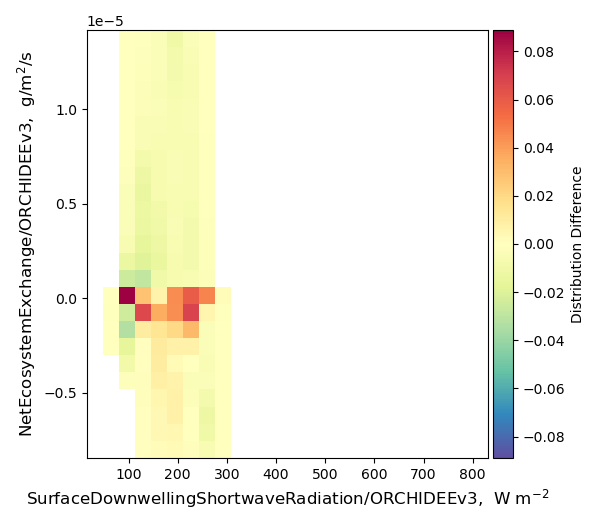 1e−5
1.0
0.5
0.0
−0.5
100 200 300 400 500 600 700 800
NetEcosystemExchange/ORCHIDEEv3, g/m²/s
SurfaceDownwellingShortwaveRadiation/ORCHIDEEv3, W m⁻²
0.08
0.06
0.04
0.02
0.00
−0.02
−0.04
−0.06
−0.08
Distribution Difference